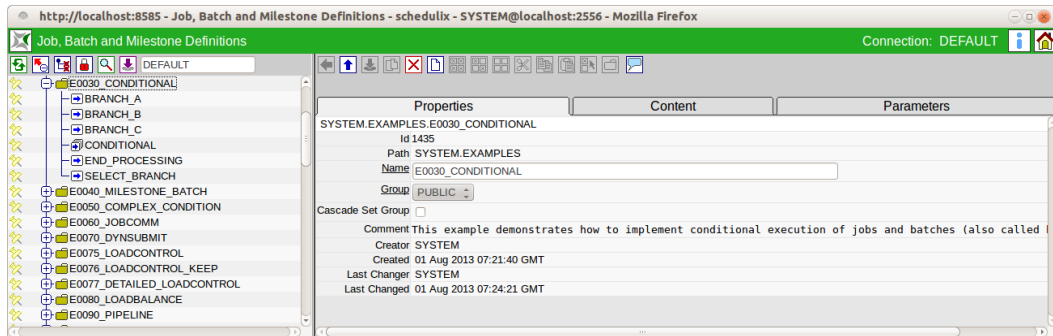 http://localhost:8585 - Job, Batch and Milestone Definitions - schedulix - SYSTEM@localhost:2556 - Mozilla Firefox
Job, Batch and Milestone Definitions
Connection: DEFAULT
DEFAULT
E0030_CONDITIONAL
BRANCH_A
BRANCH_B
BRANCH_C
CONDITIONAL
END_PROCESSING
SELECT_BRANCH
E0040_MILESTONE_BATCH
E0050_COMPLEX_CONDITION
E0060_JOBCOMM
E0070_DYNSUBMIT
E0075_LOADCONTROL
E0076_LOADCONTROL_KEEP
E0077_DETAILED_LOADCONTROL
E0080_LOADBALANCE
E0090_PIPELINE
Properties
Content
Parameters
SYSTEM.EXAMPLES.E0030_CONDITIONAL
Id 1435
Path SYSTEM.EXAMPLES
Name E0030_CONDITIONAL
Group PUBLIC
Cascade Set Group
Comment This example demonstrates how to implement conditional execution of jobs and batches (also called
Creator SYSTEM
Created 01 Aug 2013 07:21:40 GMT
Last Changer SYSTEM
Last Changed 01 Aug 2013 07:24:21 GMT